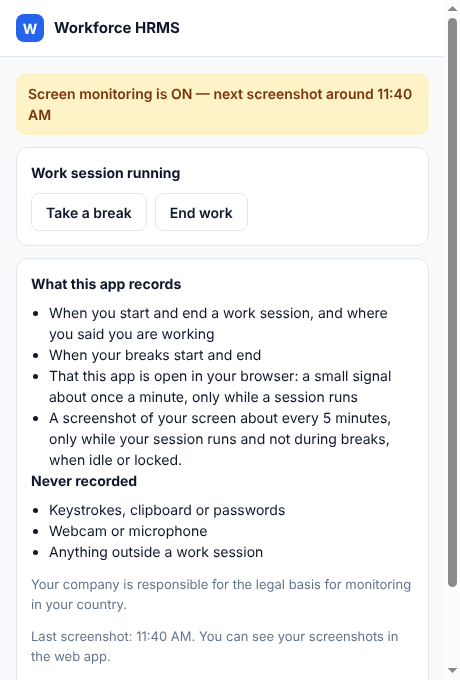 W Workforce HRMS
Screen monitoring is ON — next screenshot around 11:40
AM
Work session running
Take a break End work
What this app records
• When you start and end a work session, and where
you said you are working
• When your breaks start and end
• That this app is open in your browser: a small signal
about once a minute, only while a session runs
• A screenshot of your screen about every 5 minutes,
only while your session runs and not during breaks,
when idle or locked.
Never recorded
• Keystrokes, clipboard or passwords
• Webcam or microphone
• Anything outside a work session
Your company is responsible for the legal basis for monitoring
in your country.
Last screenshot: 11:40 AM. You can see your screenshots in
the web app.